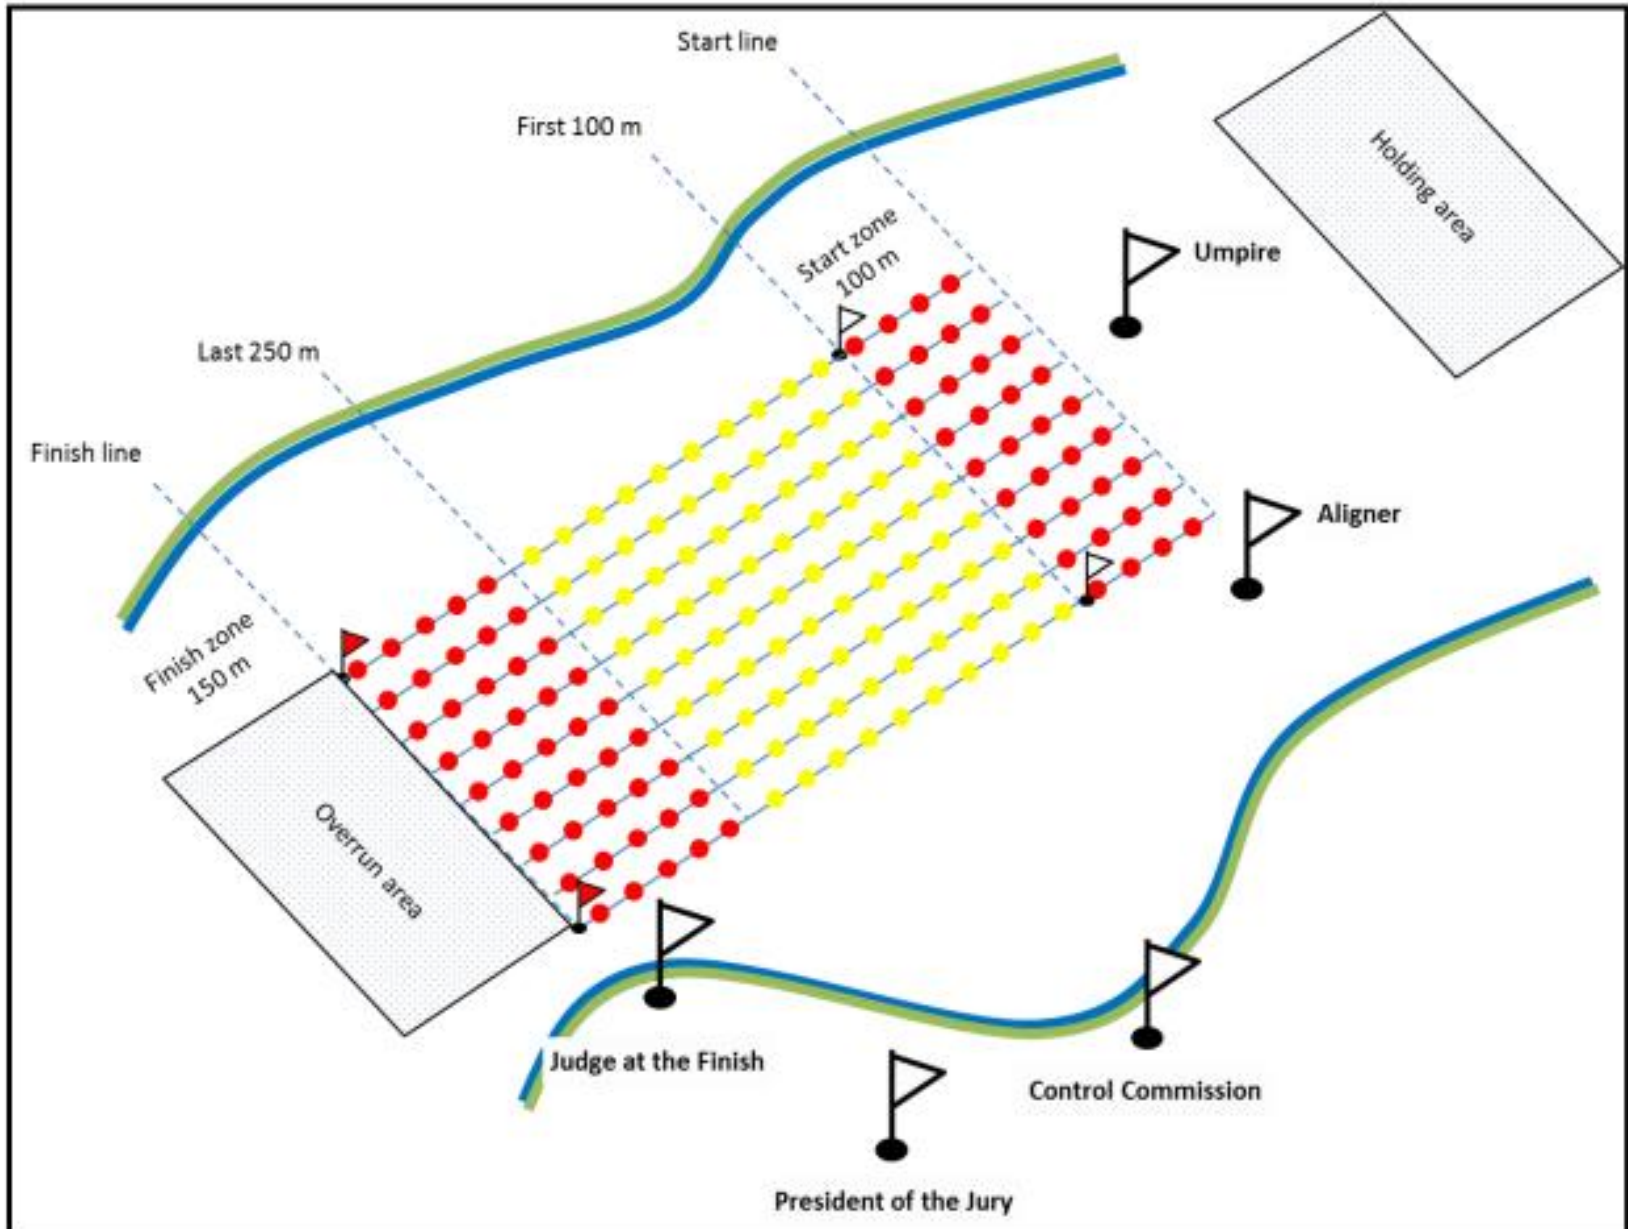 Start line
First 100 m
Holding area
Start zone
100 m
Umpire
Last 250 m
Finish line
Aligner
Finish zone
150 m
Overrun area
Judge at the Finish
Control Commission
President of the Jury